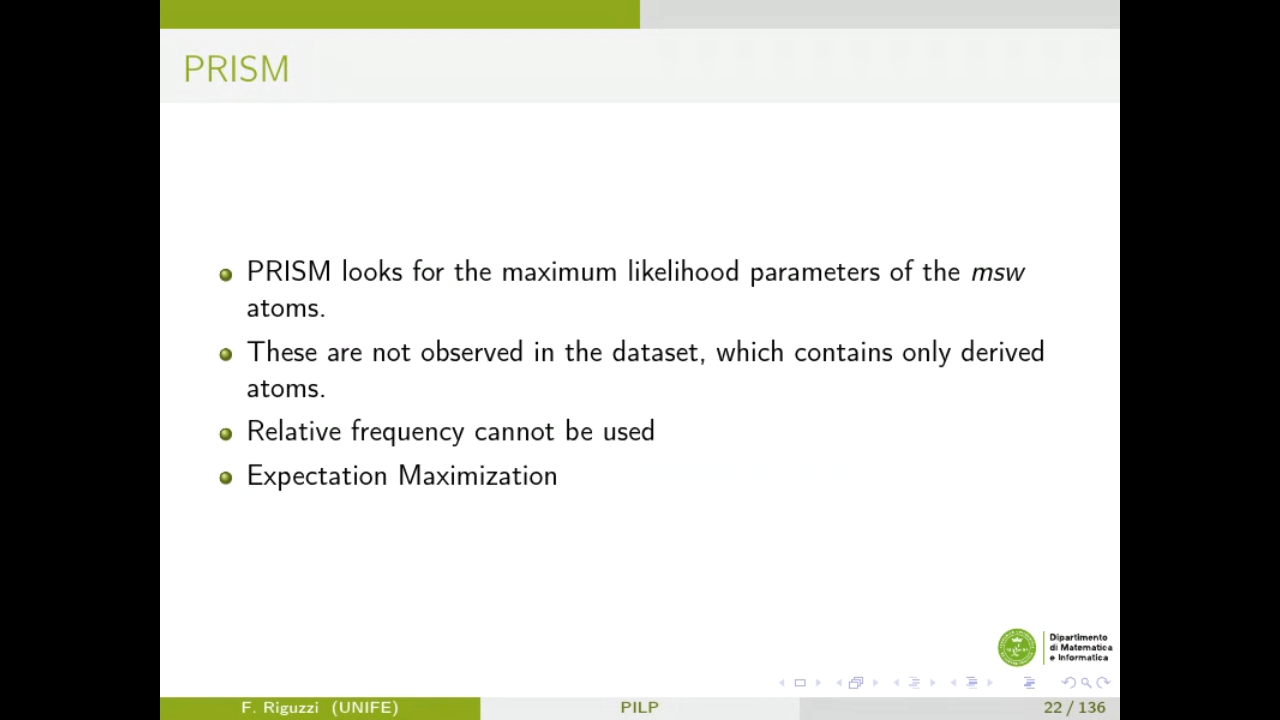 PRISM
PRISM looks for the maximum likelihood parameters of the msw
atoms.
These are not observed in the dataset, which contains only derived
atoms.
Relative frequency cannot be used
Expectation Maximization
Dipartimento
di Matematica
e Informatica
F. Riguzzi (UNIFE)
PILP
22 / 136